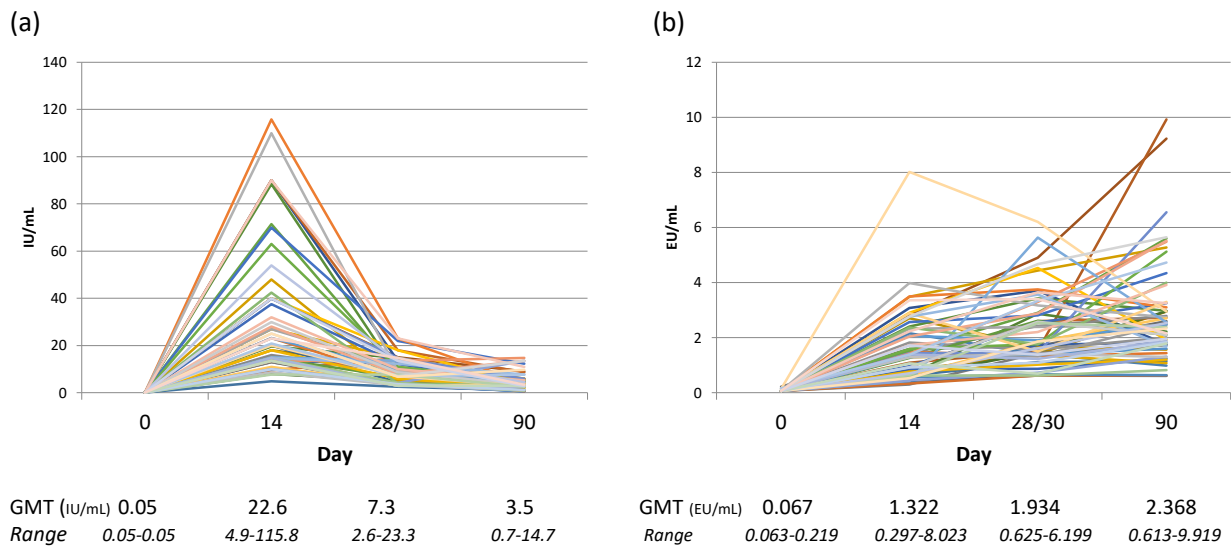 (a)
(b)
140
120
100
80
60
40
20
0
IU/mL
0 14 28/30 90
Day
12
10
8
6
4
2
0
EU/mL
0 14 28/30 90
Day
GMT (IU/mL) 0.05 22.6 7.3 3.5
Range 0.05-0.05 4.9-115.8 2.6-23.3 0.7-14.7
GMT (EU/mL) 0.067 1.322 1.934 2.368
Range 0.063-0.219 0.297-8.023 0.625-6.199 0.613-9.919